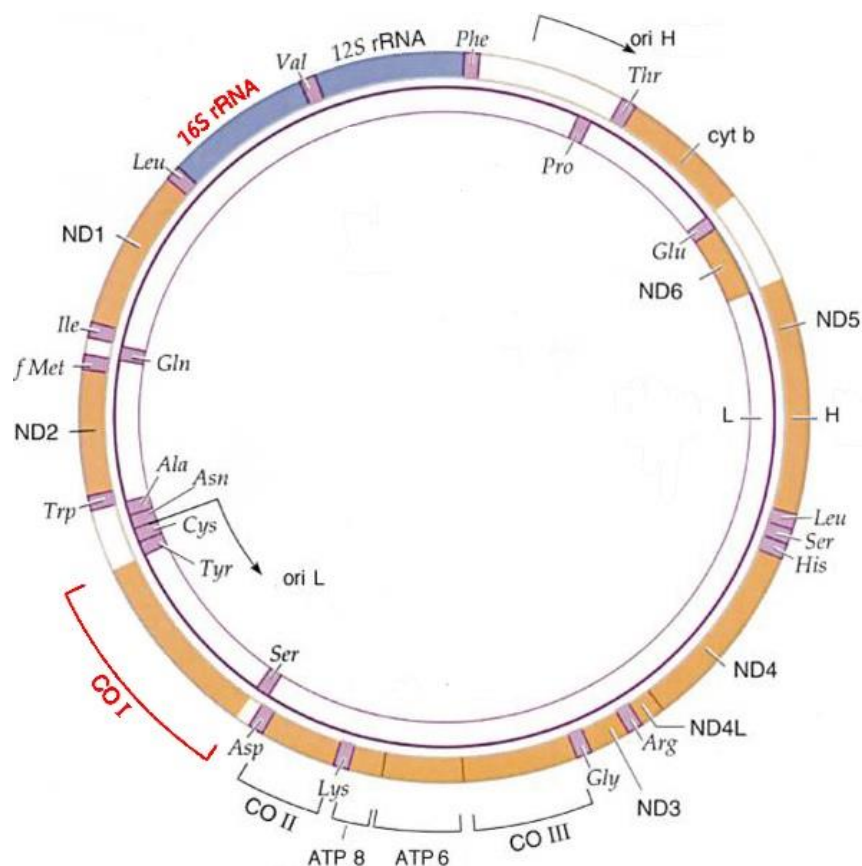 ori H
Phe
12S rRNA
Val
Thr
16S rRNA
cyt b
Pro
Leu
Glu
ND1
ND6
ND5
Ile
Gln
f Met
L
H
ND2
Ala
Asn
Trp
Cys
Leu
Ser
His
Tyr
ori L
Ser
ND4
CO I
ND4L
Asp
Arg
Lys
Gly
ND3
CO II
CO III
ATP 8
ATP 6